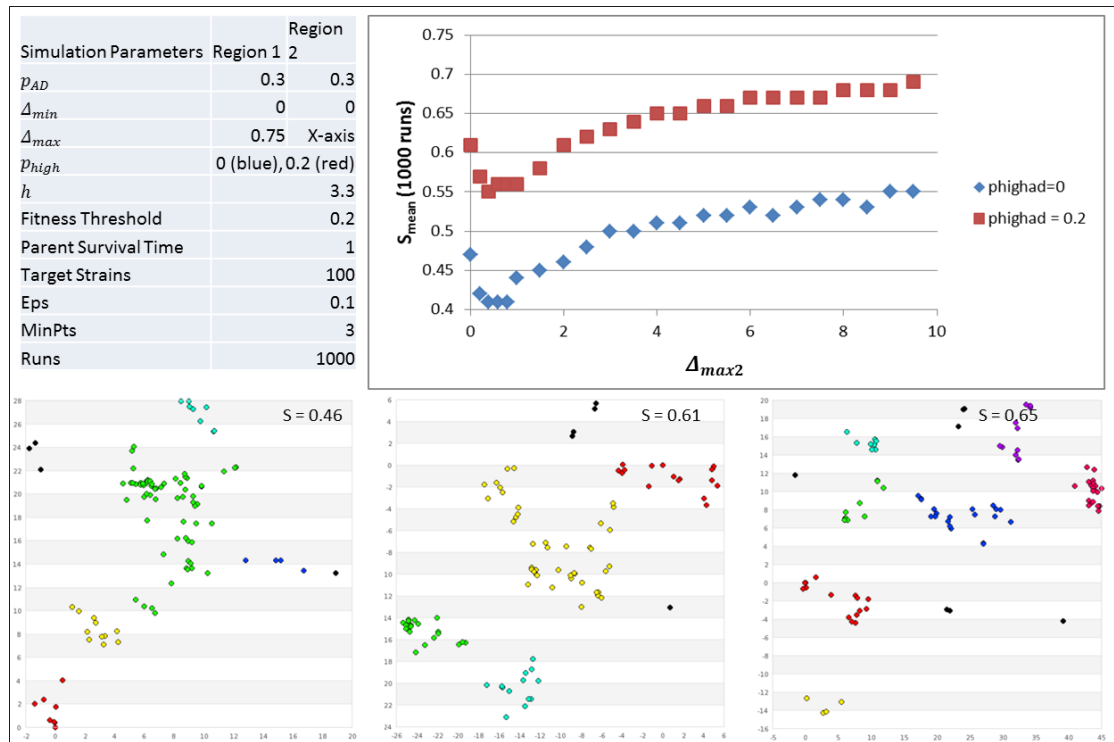 Simulation Parameters Region 1 Region 2
p_AD 0.3 0.3
Δ_min 0 0
Δ_max 0.75 X-axis
p_high 0 (blue), 0.2 (red)
h 3.3
Fitness Threshold 0.2
Parent Survival Time 1
Target Strains 100
Eps 0.1
MinPts 3
Runs 1000
0.75
0.7
0.65
0.6
0.55
0.5
0.45
0.4
S_mean (1000 runs)
0 2 4 6 8 10
Δ_max2
phighad=0
phighad = 0.2
S = 0.46
28
26
24
22
20
18
16
14
12
10
8
6
4
2
0
-2 0 2 4 6 8 10 12 14 16 18 20
S = 0.61
6
4
2
0
-2
-4
-6
-8
-10
-12
14
16
18
20
22
24
-26 -24 -22 -20 -18 -16 -14 -12 -10 -8 -6 -4 -2 0 2 4 6
S = 0.65
20
18
16
14
12
10
8
6
4
2
0
-2
-4
-6
-8
-10
-12
-14
-16
-5 0 5 10 15 20 25 30 35 40 45